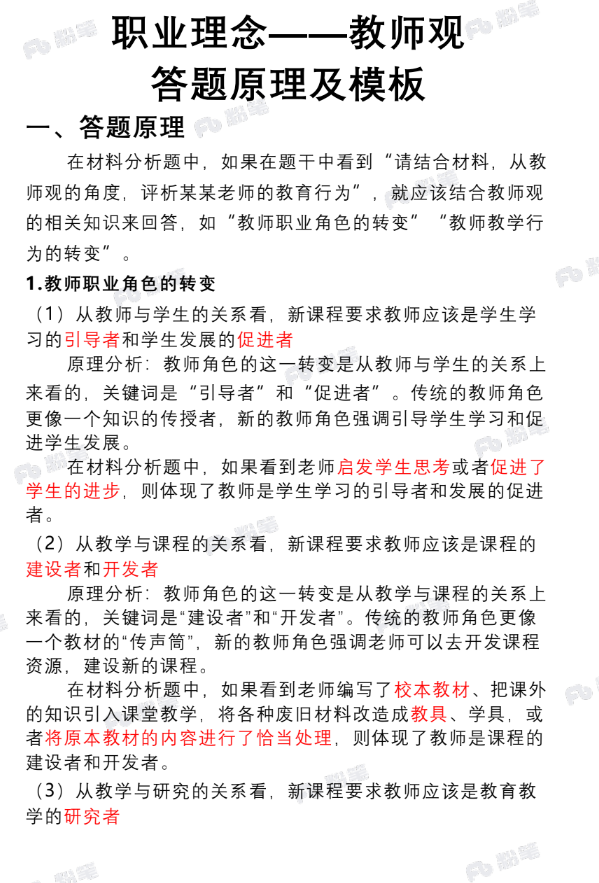 职业理念——教师观
答题原理及模板
一、答题原理
在材料分析题中，如果在题干中看到“请结合材料，从教
师观的角度，评析某某老师的教育行为”，就应该结合教师观
的相关知识来回答，如“教师职业角色的转变”“教师教学行
为的转变”。
1.教师职业角色的转变
（1）从教师与学生的关系看，新课程要求教师应该是学生学
习的引导者和学生发展的促进者
原理分析：教师角色的这一转变是从教师与学生的关系上
来看的，关键词是“引导者”和“促进者”。传统的教师角色
更像一个知识的传授者，新的教师角色强调引导学生学习和促
进学生发展。
在材料分析题中，如果看到老师启发学生思考或者促进了
学生的进步，则体现了教师是学生学习的引导者和发展的促进
者。
（2）从教学与课程的关系看，新课程要求教师应该是课程的
建设者和开发者
原理分析：教师角色的这一转变是从教学与课程的关系上
来看的，关键词是“建设者”和“开发者”。传统的教师角色更像
一个教材的“传声筒”，新的教师角色强调老师可以去开发课程
资源，建设新的课程。
在材料分析题中，如果看到老师编写了校本教材、把课外
的知识引入课堂教学，将各种废旧材料改造成教具、学具，或
者将原本教材的内容进行了恰当处理，则体现了教师是课程的
建设者和开发者。
（3）从教学与研究的关系看，新课程要求教师应该是教育教
学的研究者